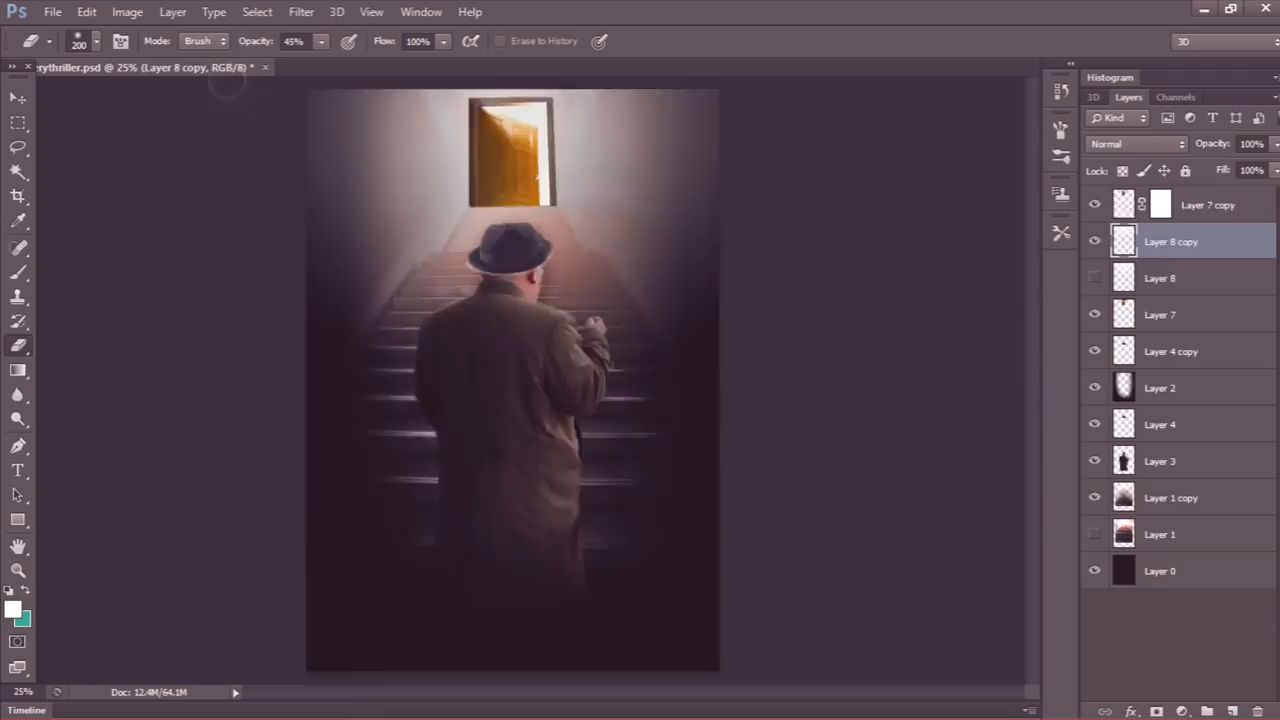 Ps File Edit Image Layer Type Select Filter 3D View Window Help
200 Mode: Brush Opacity: 45% Flow: 100% Erase to History 3D
erythriller.psd @ 25% (Layer 8 copy, RGB/8) * ×
Histogram
3D Layers Channels
Kind T
Normal Opacity: 100%
Lock: Fill: 100%
Layer 7 copy
Layer 8 copy
Layer 8
Layer 7
Layer 4 copy
Layer 2
Layer 4
Layer 3
Layer 1 copy
Layer 1
Layer 0
T
25% Doc: 12.4M/64.1M
fx
Timeline